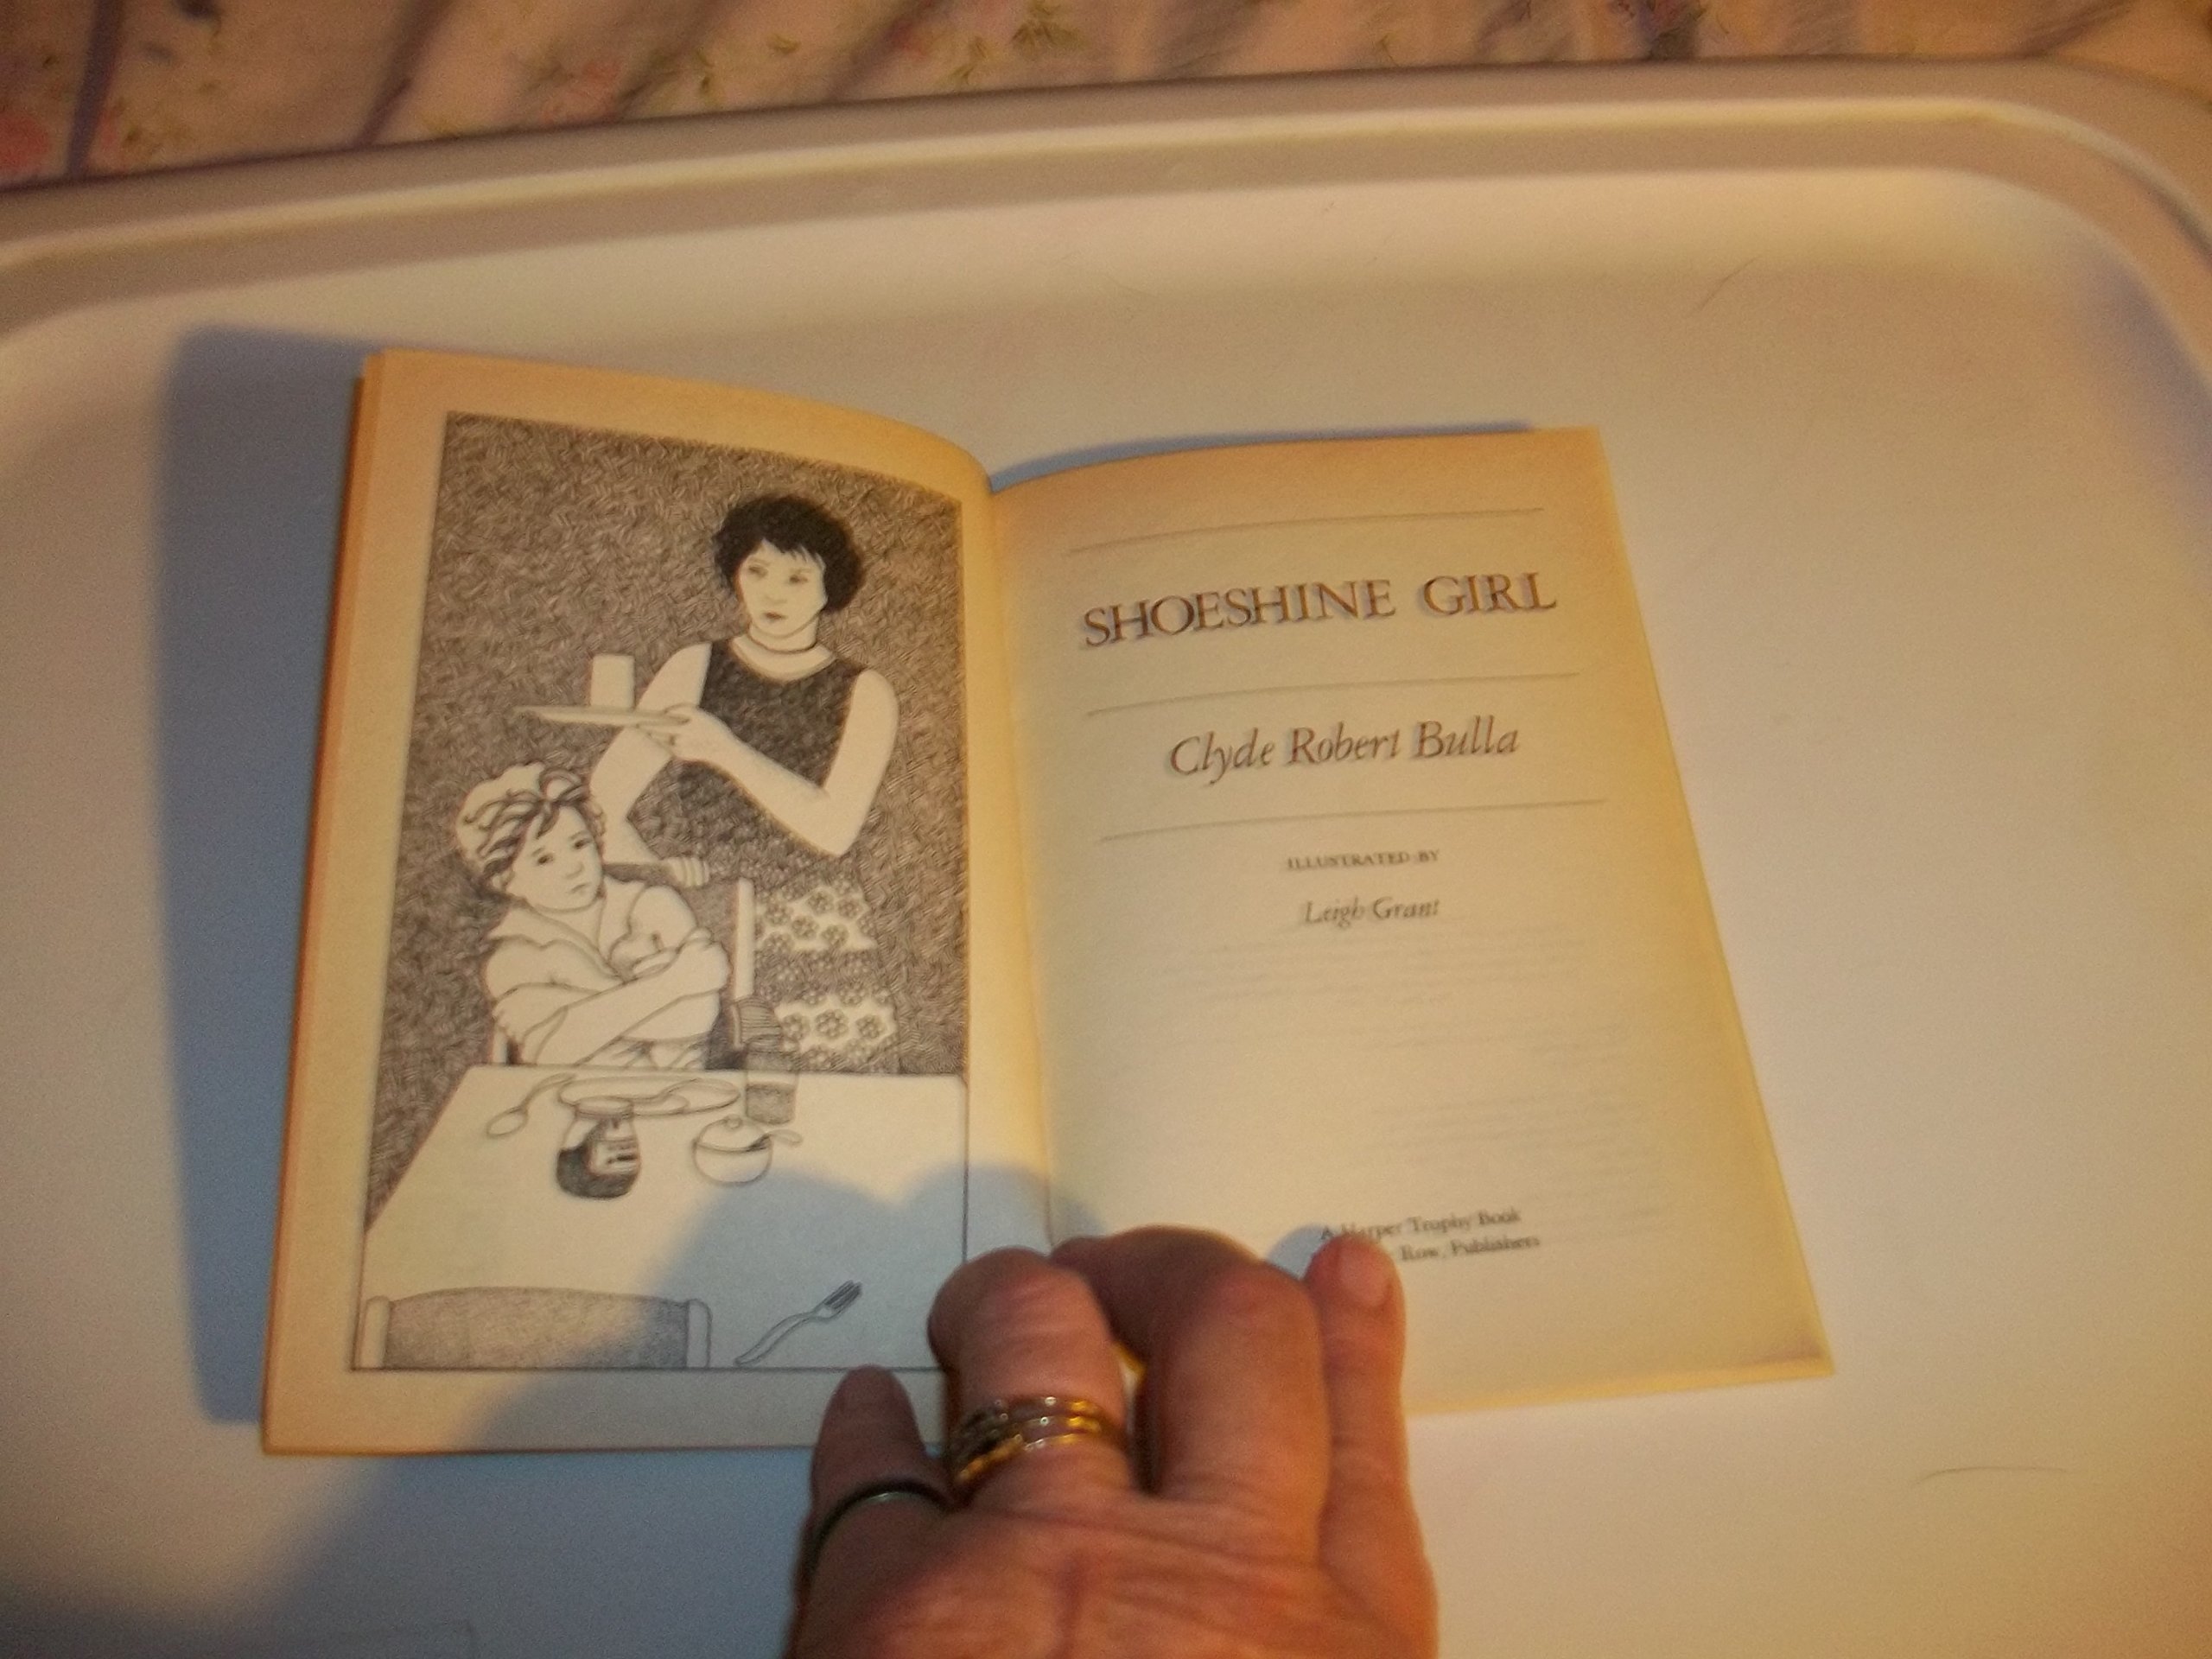 SHOESHINE GIRL
Clyde Robert Bulla
ILLUSTRATED BY
Leigh Grant
A Harper Trophy Book
Row, Publishers